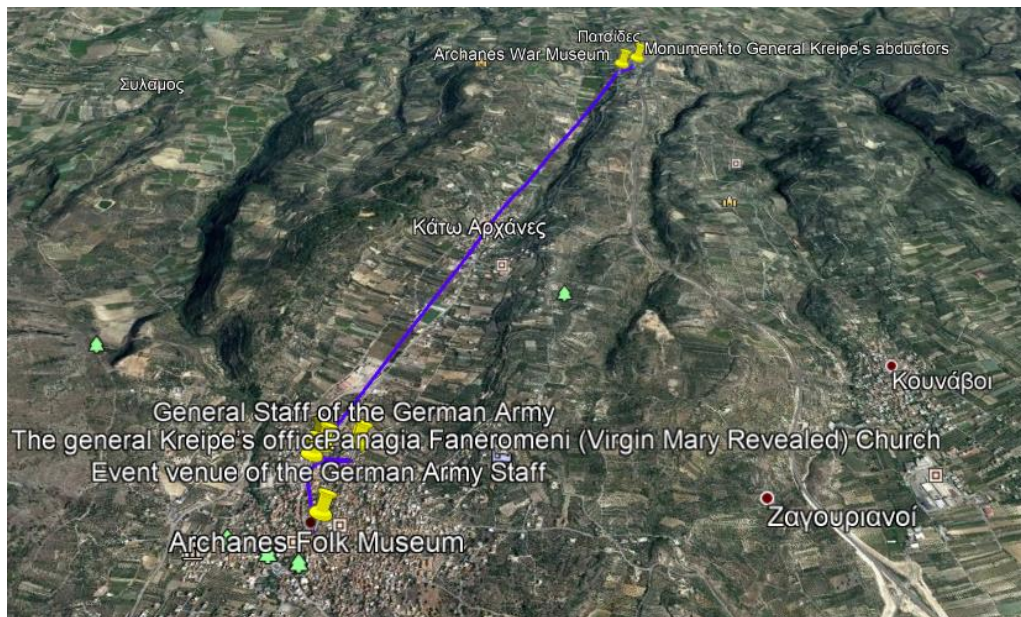 Πατσίδες
Archanes War Museum
Monument to General Kreipe's abductors
Συλαμος
Κάτω Αρχάνες
Κουνάβοι
General Staff of the German Army
The general Kreipe's office
Panagia Faneromeni (Virgin Mary Revealed) Church
Event venue of the German Army Staff
Ζαγουριανοί
Archanes Folk Museum